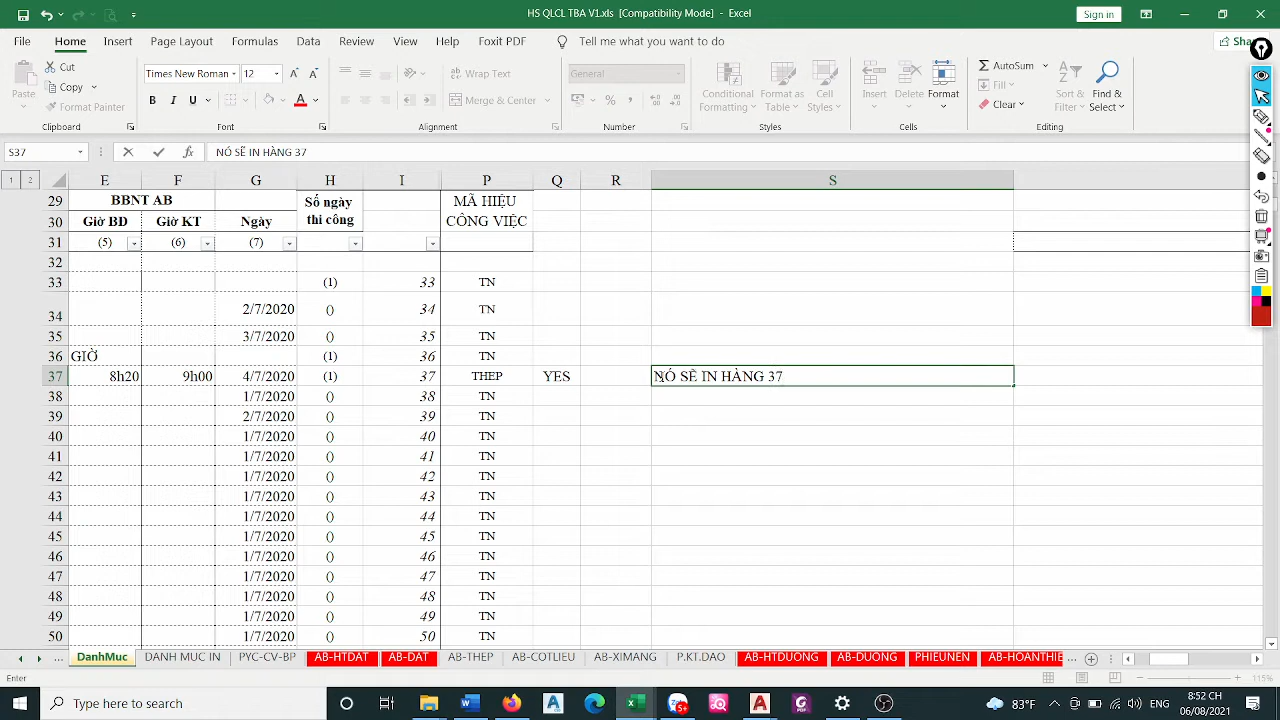 HS QLCL TBA V1.xls [Compatibility Mode] - Excel
Sign in
File Home Insert Page Layout Formulas Data Review View Help Foxit PDF Tell me what you want to do
Cut
Copy
Format Painter
Paste
Clipboard
Times New Roman 12
B I U
Font
Wrap Text
Merge & Center
Alignment
General
Number
Conditional Formatting
Format as Table
Cell Styles
Styles
Insert Delete Format
Cells
AutoSum
Fill
Clear
Sort & Filter
Find & Select
Editing
S37 NÓ SẼ IN HÀNG 37
1 2 E F G H I P Q R S
29 BBNT AB Số ngày thi công MÃ HIỆU CÔNG VIỆC
30 Giờ BD Giờ KT Ngày
31 (5) (6) (7)
32
33 (1) 33 TN
34 2/7/2020 () 34 TN
35 3/7/2020 () 35 TN
36 GIỜ (1) 36 TN
37 8h20 9h00 4/7/2020 (1) 37 THEP YES NÓ SẼ IN HÀNG 37
38 1/7/2020 () 38 TN
39 2/7/2020 () 39 TN
40 1/7/2020 () 40 TN
41 1/7/2020 () 41 TN
42 1/7/2020 () 42 TN
43 1/7/2020 () 43 TN
44 1/7/2020 () 44 TN
45 1/7/2020 () 45 TN
46 1/7/2020 () 46 TN
47 1/7/2020 () 47 TN
48 1/7/2020 () 48 TN
49 1/7/2020 () 49 TN
50 1/7/2020 () 50 TN
DanhMuc DANH MUC IN PYC-CV-BP AB-HTDAT AB-DAT AB-THEP AB-COTLIEU AB-XIMANG P.KT.DAO AB-HTDUONG AB-DUONG PHIEUNEN AB-HOANTHIE ...
Enter 115%
Type here to search
83°F ENG 8:52 CH
06/08/2021